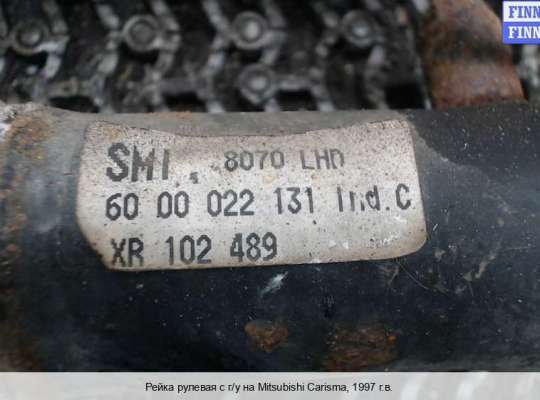 FINN
FINN
SMI 8070 LHD
60 00 022 131 Ind. C
XR 102 489
Рейка рулевая с г/у на Mitsubishi Carisma, 1997 г.в.